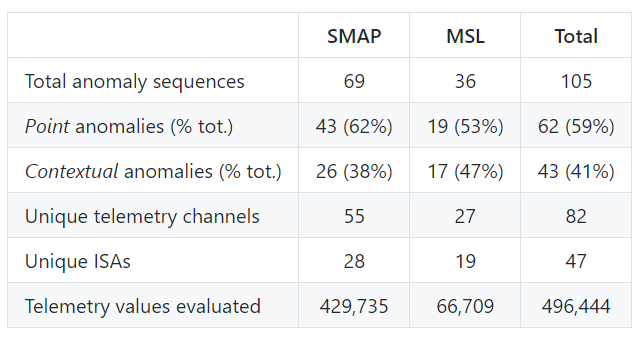 SMAP MSL Total
Total anomaly sequences 69 36 105
Point anomalies (% tot.) 43 (62%) 19 (53%) 62 (59%)
Contextual anomalies (% tot.) 26 (38%) 17 (47%) 43 (41%)
Unique telemetry channels 55 27 82
Unique ISAs 28 19 47
Telemetry values evaluated 429,735 66,709 496,444